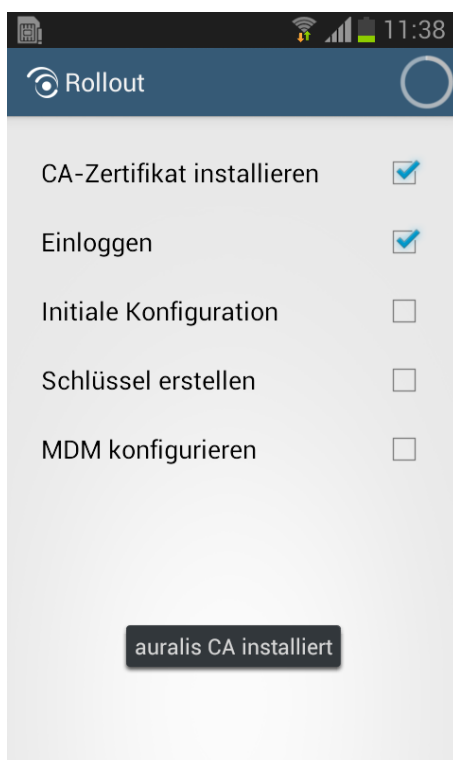 11:38
Rollout
CA-Zertifikat installieren
Einloggen
Initiale Konfiguration
Schlüssel erstellen
MDM konfigurieren
auralis CA installiert